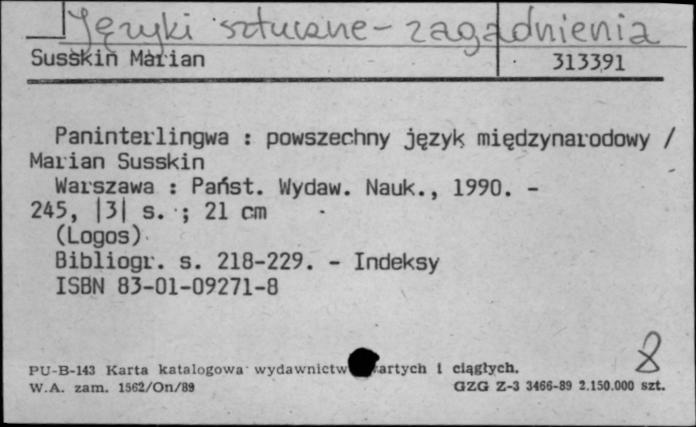 Języki sztuczne - zagadnienia
Susskin Marian 313391
Paninterlingwa : powszechny język międzynarodowy /
Marian Susskin
Warszawa : Państ. Wydaw. Nauk., 1990. -
245, |3| s. ; 21 cm
(Logos)
Bibliogr. s. 218-229. - Indeksy
ISBN 83-01-09271-8
8
PU-B-143 Karta katalogowa wydawnictw artych i ciągłych.
W.A. zam. 1562/On/89 GZG Z-3 3466-89 2.150.000 szt.